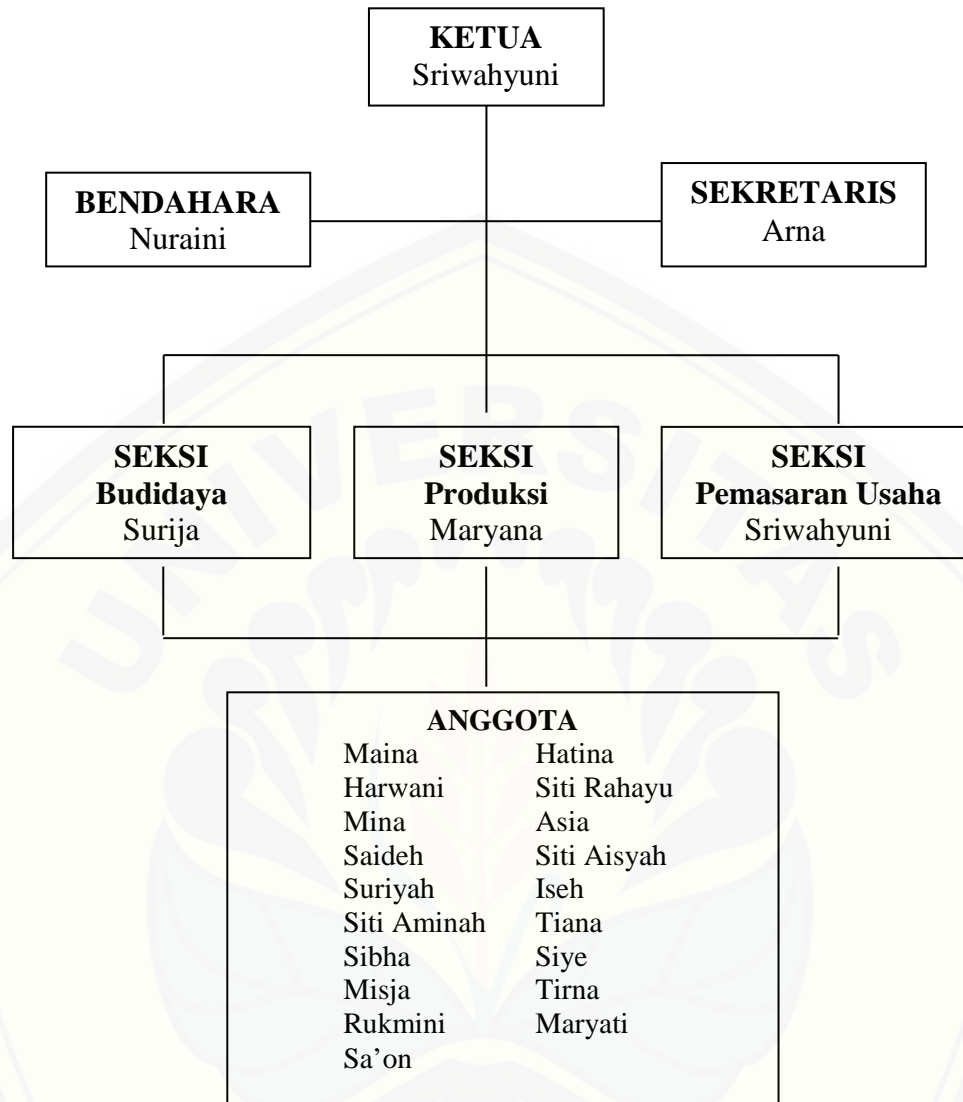 KETUA
Sriwahyuni
BENDAHARA
Nuraini
SEKRETARIS
Arna
SEKSI
Budidaya
Surija
SEKSI
Produksi
Maryana
SEKSI
Pemasaran Usaha
Sriwahyuni
ANGGOTA
Maina Hatina
Harwani Siti Rahayu
Mina Asia
Saideh Siti Aisyah
Suriyah Iseh
Siti Aminah Tiana
Sibha Siye
Misja Tirna
Rukmini Maryati
Sa’on
UNIVERSITAS